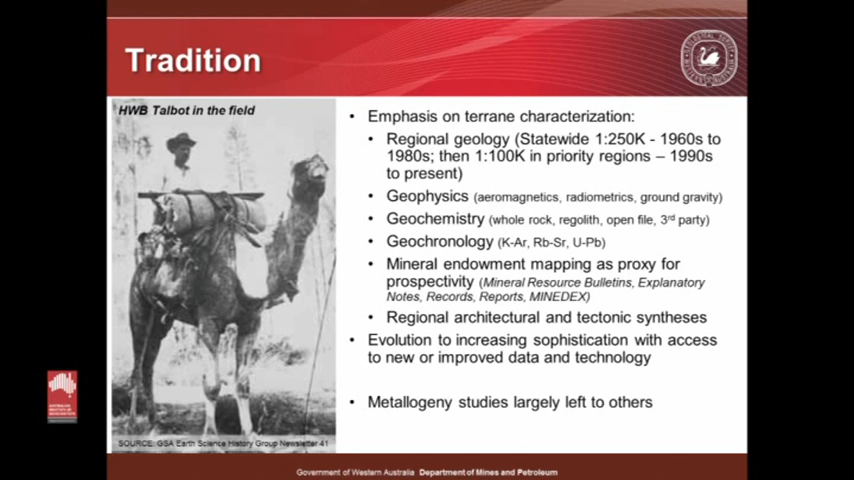 Tradition
HWB Talbot in the field
• Emphasis on terrane characterization:
• Regional geology (Statewide 1:250K - 1960s to
1980s; then 1:100K in priority regions – 1990s
to present)
• Geophysics (aeromagnetics, radiometrics, ground gravity)
• Geochemistry (whole rock, regolith, open file, 3rd party)
• Geochronology (K-Ar, Rb-Sr, U-Pb)
• Mineral endowment mapping as proxy for
prospectivity (Mineral Resource Bulletins, Explanatory
Notes, Records, Reports, MINEDEX)
• Regional architectural and tectonic syntheses
• Evolution to increasing sophistication with access
to new or improved data and technology
• Metallogeny studies largely left to others
SOURCE: GSA Earth Science History Group Newsletter 41
Government of Western Australia Department of Mines and Petroleum